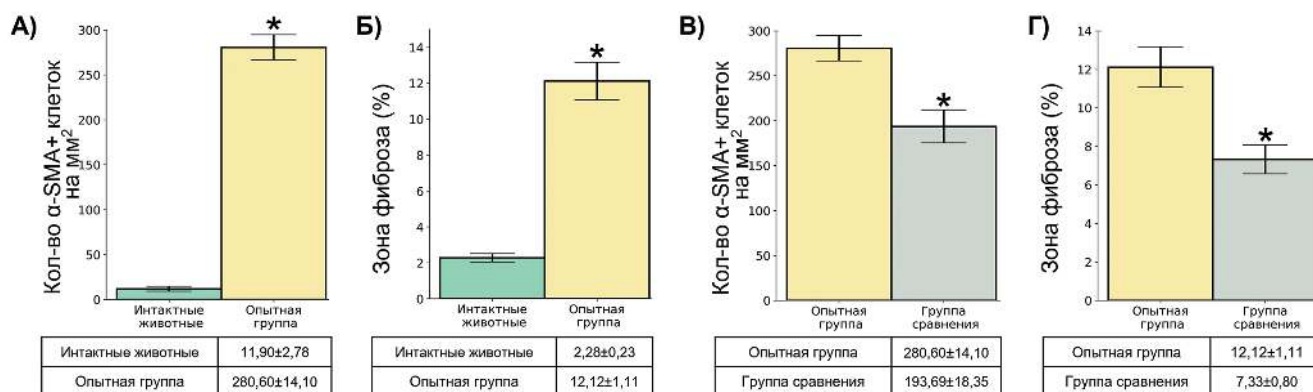 А)
Кол-во α-SMA+ клеток
на мм²
300
250
200
150
100
50
0
*
Интактные
животные
Опытная
группа
Интактные животные 11,90±2,78
Опытная группа 280,60±14,10
Б)
Зона фиброза (%)
14
12
10
8
6
4
2
0
*
Интактные
животные
Опытная
группа
Интактные животные 2,28±0,23
Опытная группа 12,12±1,11
В)
Кол-во α-SMA+ клеток
на мм²
300
250
200
150
100
50
0
*
Опытная
группа
Группа
сравнения
Опытная группа 280,60±14,10
Группа сравнения 193,69±18,35
Г)
Зона фиброза (%)
14
12
10
8
6
4
2
0
*
Опытная
группа
Группа
сравнения
Опытная группа 12,12±1,11
Группа сравнения 7,33±0,80